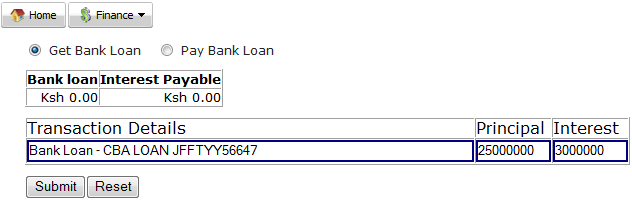 Home Finance
Get Bank Loan Pay Bank Loan
Bank loan Interest Payable
Ksh 0.00 Ksh 0.00
Transaction Details Principal Interest
Bank Loan - CBA LOAN JFFTYY56647 25000000 3000000
Submit Reset